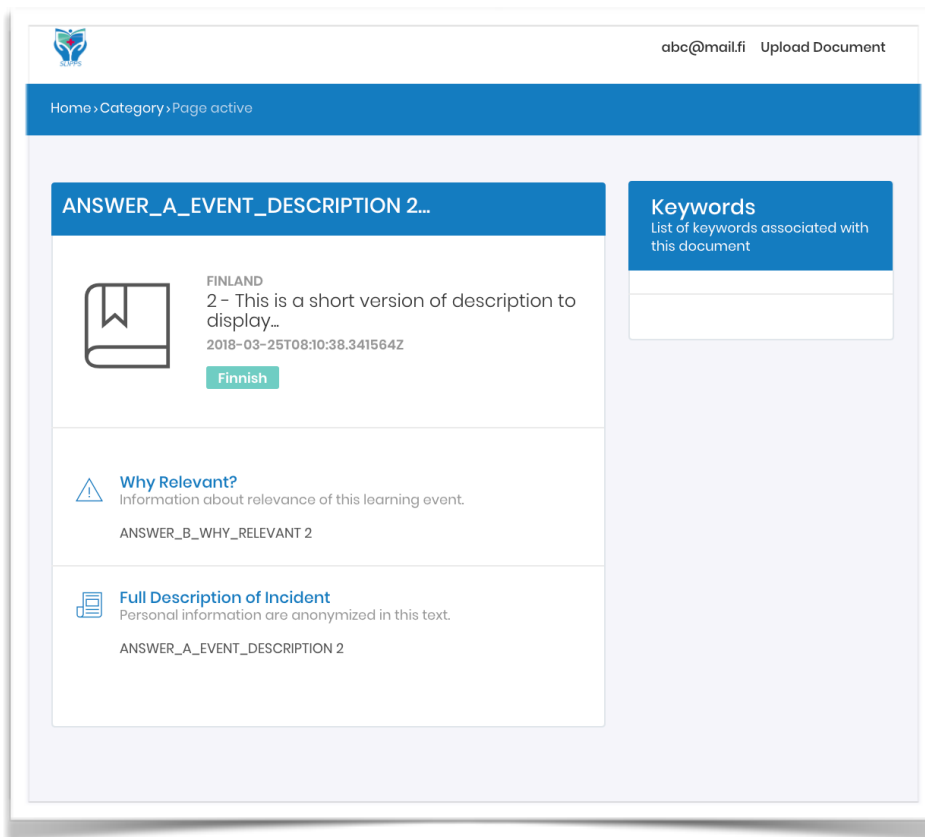 SLIPPS
abc@mail.fi Upload Document
Home › Category › Page active
ANSWER_A_EVENT_DESCRIPTION 2...
FINLAND
2 - This is a short version of description to
display...
2018-03-25T08:10:38.341564Z
Finnish
Why Relevant?
Information about relevance of this learning event.
ANSWER_B_WHY_RELEVANT 2
Full Description of Incident
Personal information are anonymized in this text.
ANSWER_A_EVENT_DESCRIPTION 2
Keywords
List of keywords associated with
this document